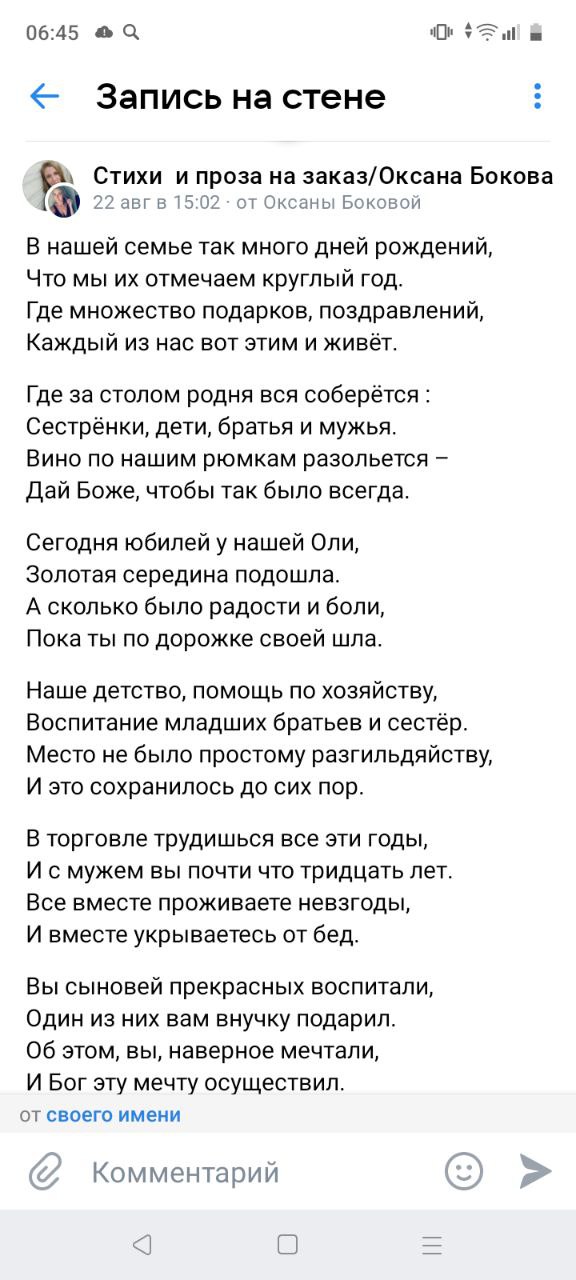 06:45
Запись на стене
Стихи и проза на заказ/Оксана Бокова
22 авг в 15:02 · от Оксаны Боковой
В нашей семье так много дней рождений,
Что мы их отмечаем круглый год.
Где множество подарков, поздравлений,
Каждый из нас вот этим и живёт.
Где за столом родня вся соберётся :
Сестрёнки, дети, братья и мужья.
Вино по нашим рюмкам разольется –
Дай Боже, чтобы так было всегда.
Сегодня юбилей у нашей Оли,
Золотая середина подошла.
А сколько было радости и боли,
Пока ты по дорожке своей шла.
Наше детство, помощь по хозяйству,
Воспитание младших братьев и сестёр.
Место не было простому разгильдяйству,
И это сохранилось до сих пор.
В торговле трудишься все эти годы,
И с мужем вы почти что тридцать лет.
Все вместе проживаете невзгоды,
И вместе укрываетесь от бед.
Вы сыновей прекрасных воспитали,
Один из них вам внучку подарил.
Об этом, вы, наверное мечтали,
И Бог эту мечту осуществил.
от своего имени
Комментарий